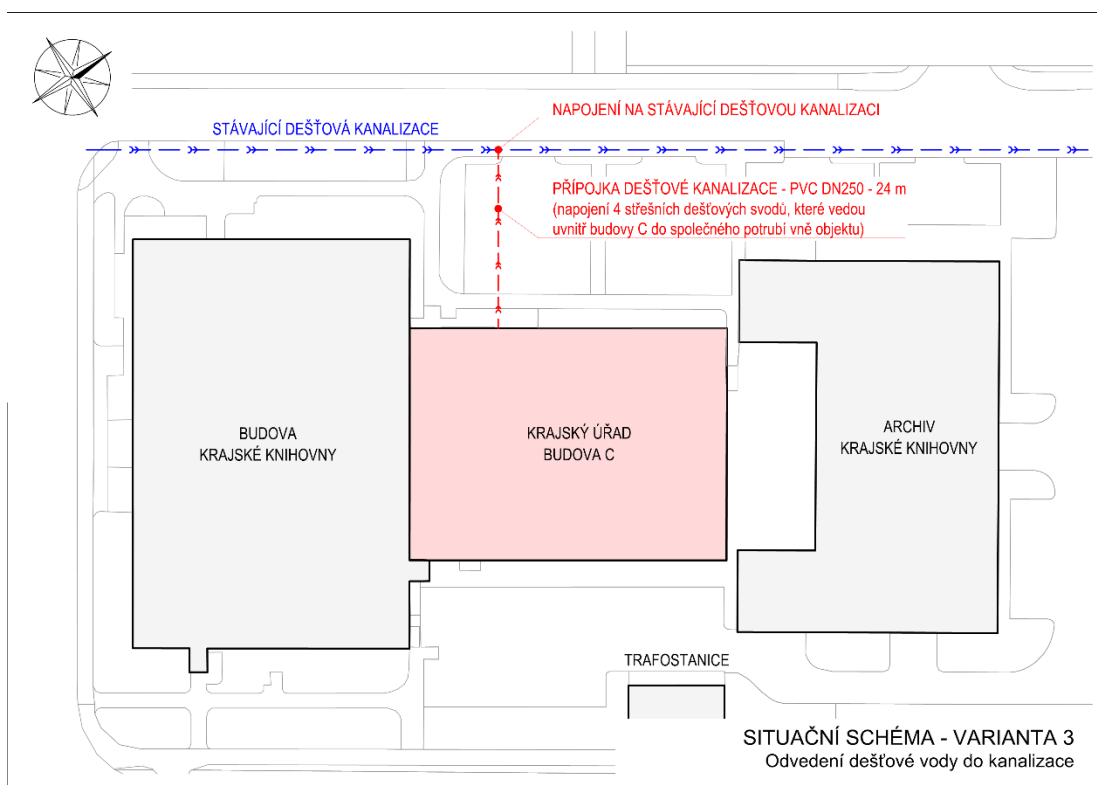 NAPOJENÍ NA STÁVAJÍCÍ DEŠŤOVOU KANALIZACI
STÁVAJÍCÍ DEŠŤOVÁ KANALIZACE
PŘÍPOJKA DEŠŤOVÉ KANALIZACE - PVC DN250 - 24 m
(napojení 4 střešních dešťových svodů, které vedou
uvnitř budovy C do společného potrubí vně objektu)
BUDOVA
KRAJSKÉ KNIHOVNY
KRAJSKÝ ÚŘAD
BUDOVA C
ARCHIV
KRAJSKÉ KNIHOVNY
TRAFOSTANICE
SITUAČNÍ SCHÉMA - VARIANTA 3
Odvedení dešťové vody do kanalizace